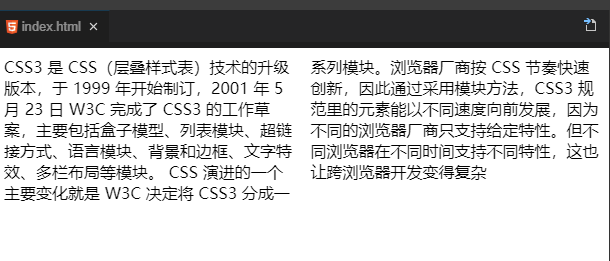 index.html
CSS3 是 CSS（层叠样式表）技术的升级
版本，于 1999 年开始制订，2001 年 5
月 23 日 W3C 完成了 CSS3 的工作草
案，主要包括盒子模型、列表模块、超链
接方式、语言模块、背景和边框、文字特
效、多栏布局等模块。 CSS 演进的一个
主要变化就是 W3C 决定将 CSS3 分成一
系列模块。浏览器厂商按 CSS 节奏快速
创新，因此通过采用模块方法，CSS3 规
范里的元素能以不同速度向前发展，因为
不同的浏览器厂商只支持给定特性。但不
同浏览器在不同时间支持不同特性，这也
让跨浏览器开发变得复杂